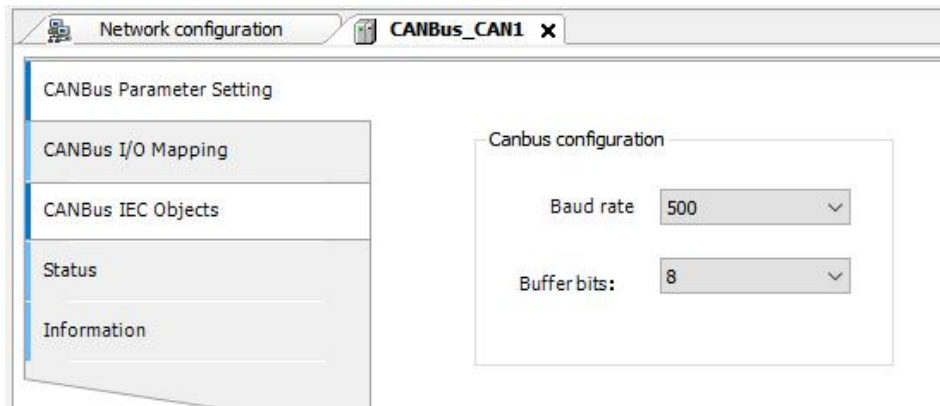 Network configuration
CANBus_CAN1
CANBus Parameter Setting
CANBus I/O Mapping
CANBus IEC Objects
Status
Information
Canbus configuration
Baud rate 500
Buffer bits: 8